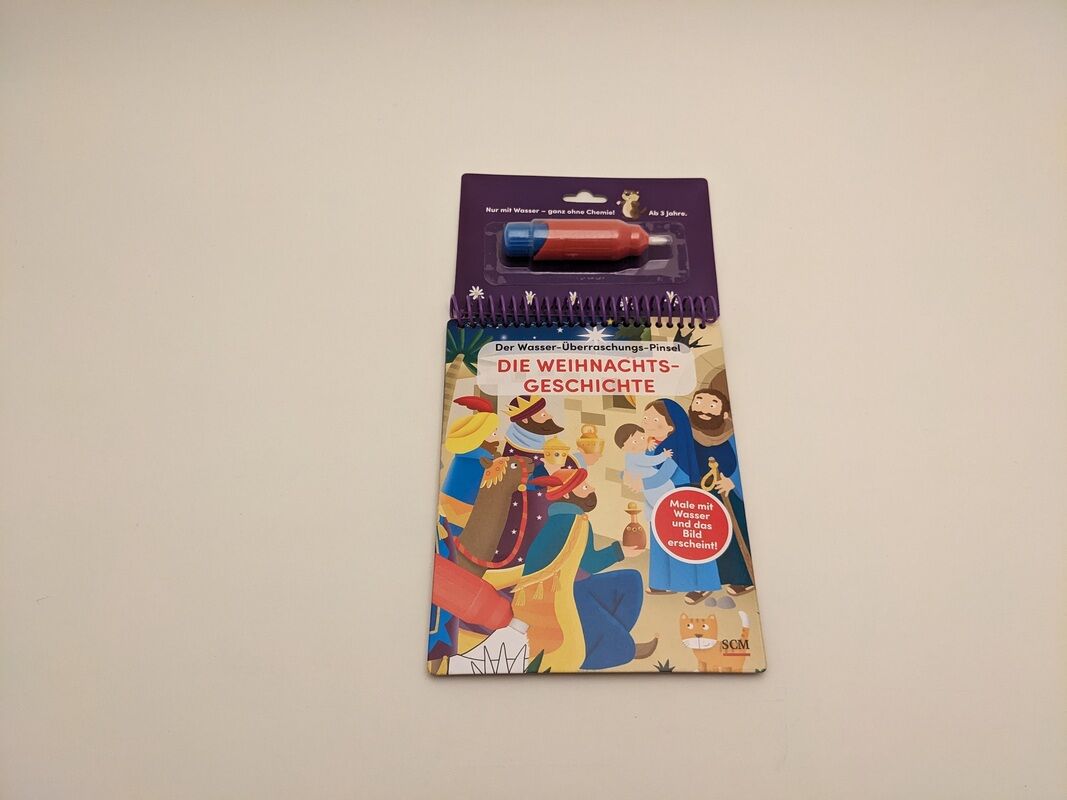 Nur mit Wasser – ganz ohne Chemie!
Ab 3 Jahre.
Der Wasser-Überraschungs-Pinsel
DIE WEIHNACHTS-
GESCHICHTE
Male mit
Wasser
und das
Bild
erscheint!
SCM